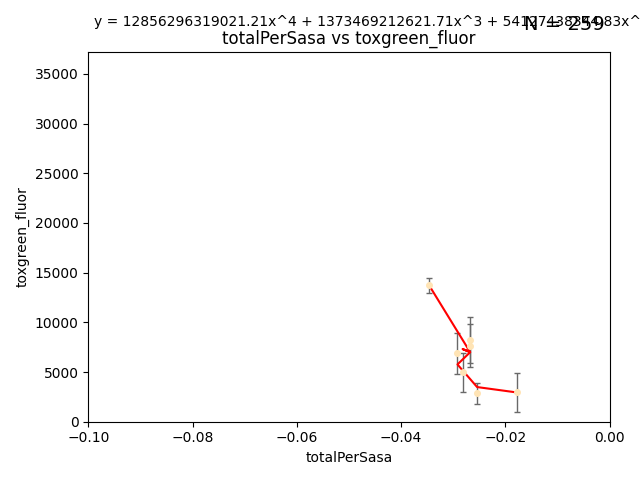 y = 12856296319021.21x^4 + 1373469212621.71x^3 +
N = 259
totalPerSasa vs toxgreen_fluor
35000
30000
25000
20000
15000
10000
5000
0
toxgreen_fluor
−0.10
−0.08
−0.06
−0.04
−0.02
0.00
totalPerSasa